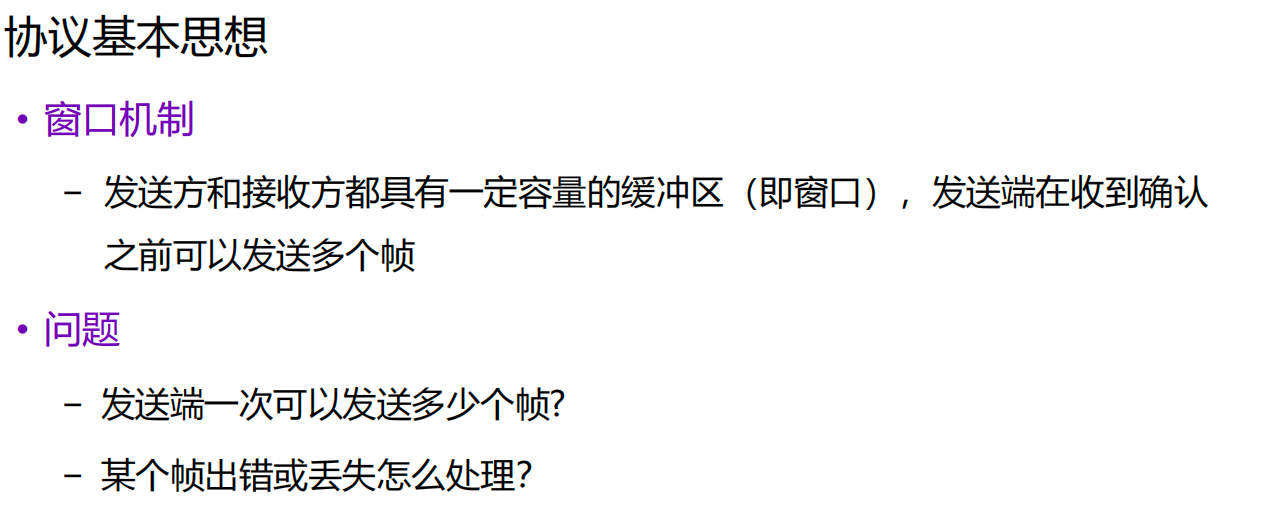 协议基本思想
• 窗口机制
– 发送方和接收方都具有一定容量的缓冲区（即窗口），发送端在收到确认
之前可以发送多个帧
• 问题
– 发送端一次可以发送多少个帧?
– 某个帧出错或丢失怎么处理？